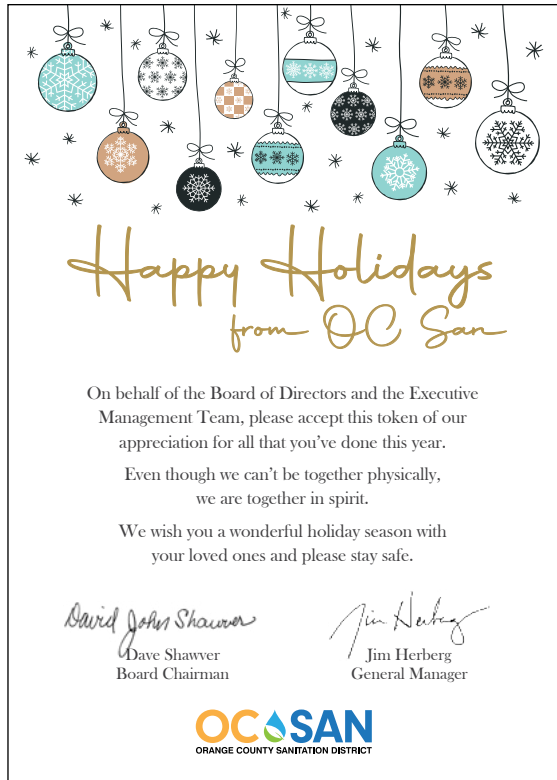 Happy Holidays
from OC San
On behalf of the Board of Directors and the Executive
Management Team, please accept this token of our
appreciation for all that you’ve done this year.
Even though we can’t be together physically,
we are together in spirit.
We wish you a wonderful holiday season with
your loved ones and please stay safe.
David John Shawver
Jim Herberg
Dave Shawver
Jim Herberg
Board Chairman
General Manager
OC SAN
ORANGE COUNTY SANITATION DISTRICT